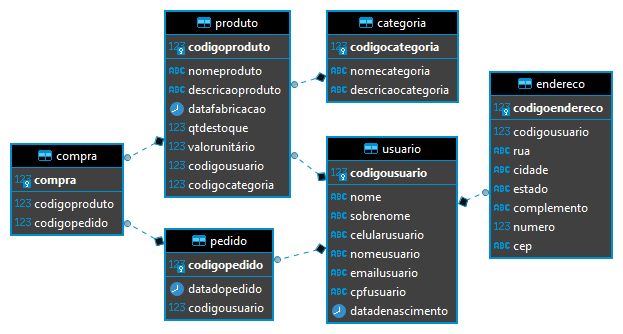 produto
123 codigoproduto
ABC nomeproduto
ABC descricaoproduto
datafabricacao
123 qtdestoque
123 valorunitário
123 codigousuario
123 codigocategoria
categoria
123 codigocategoria
ABC nomecategoria
ABC descricaocategoria
endereco
123 codigoendereco
123 codigousuario
ABC rua
ABC cidade
ABC estado
ABC complemento
123 numero
ABC cep
compra
123 compra
123 codigoproduto
123 codigopedido
usuario
123 codigousuario
ABC nome
ABC sobrenome
ABC celularusuario
ABC nomeusuario
ABC emailusuario
ABC cpfusuario
datadenascimento
pedido
123 codigopedido
datadopedido
123 codigousuario